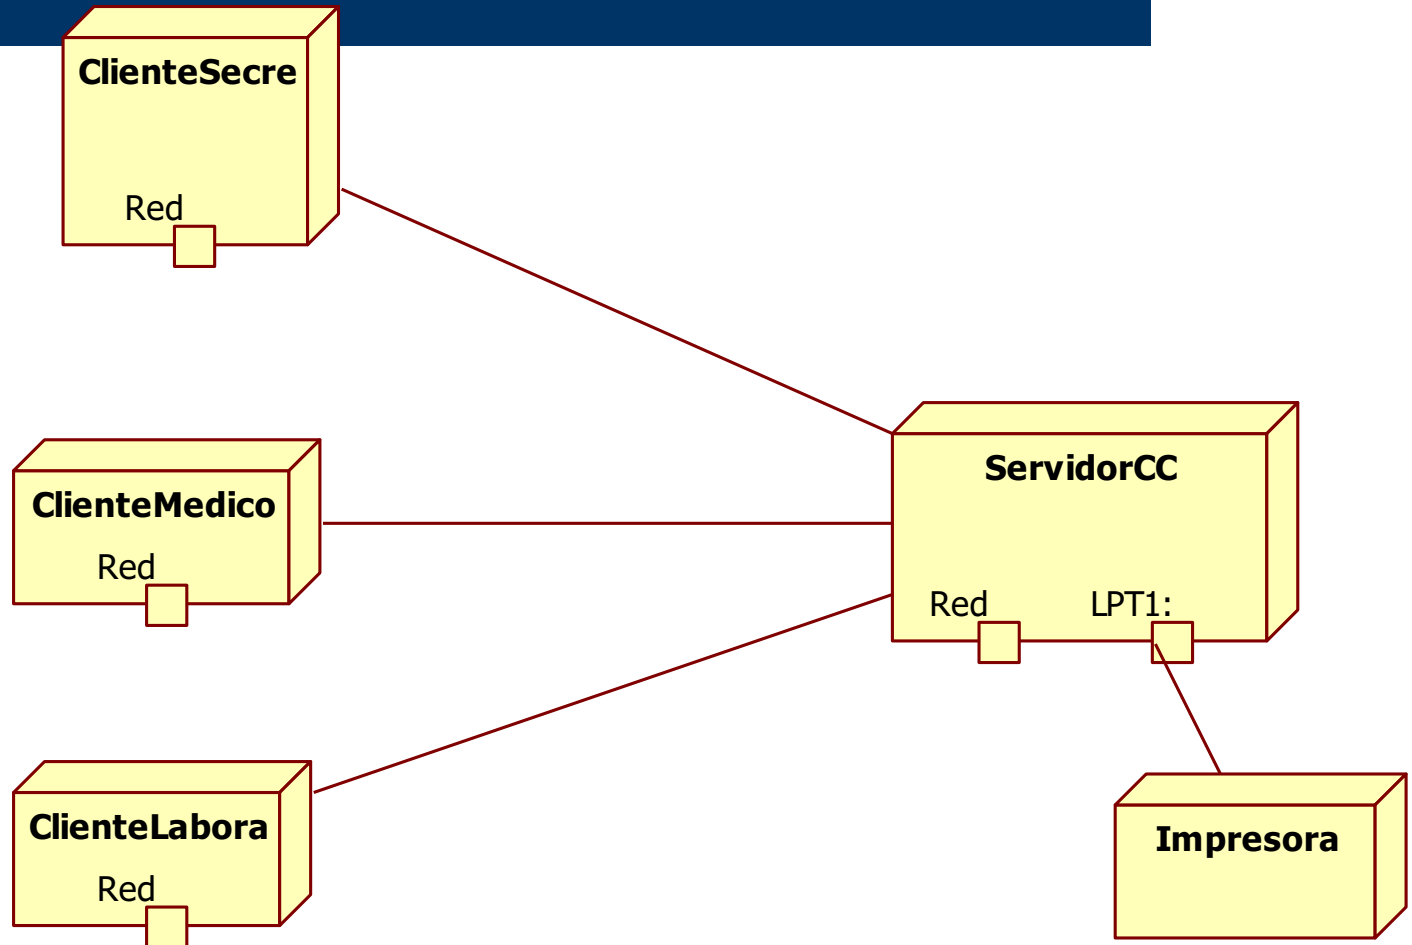 ClienteSecre
Red
ClienteMedico
Red
ServidorCC
Red
LPT1:
ClienteLabora
Red
Impresora